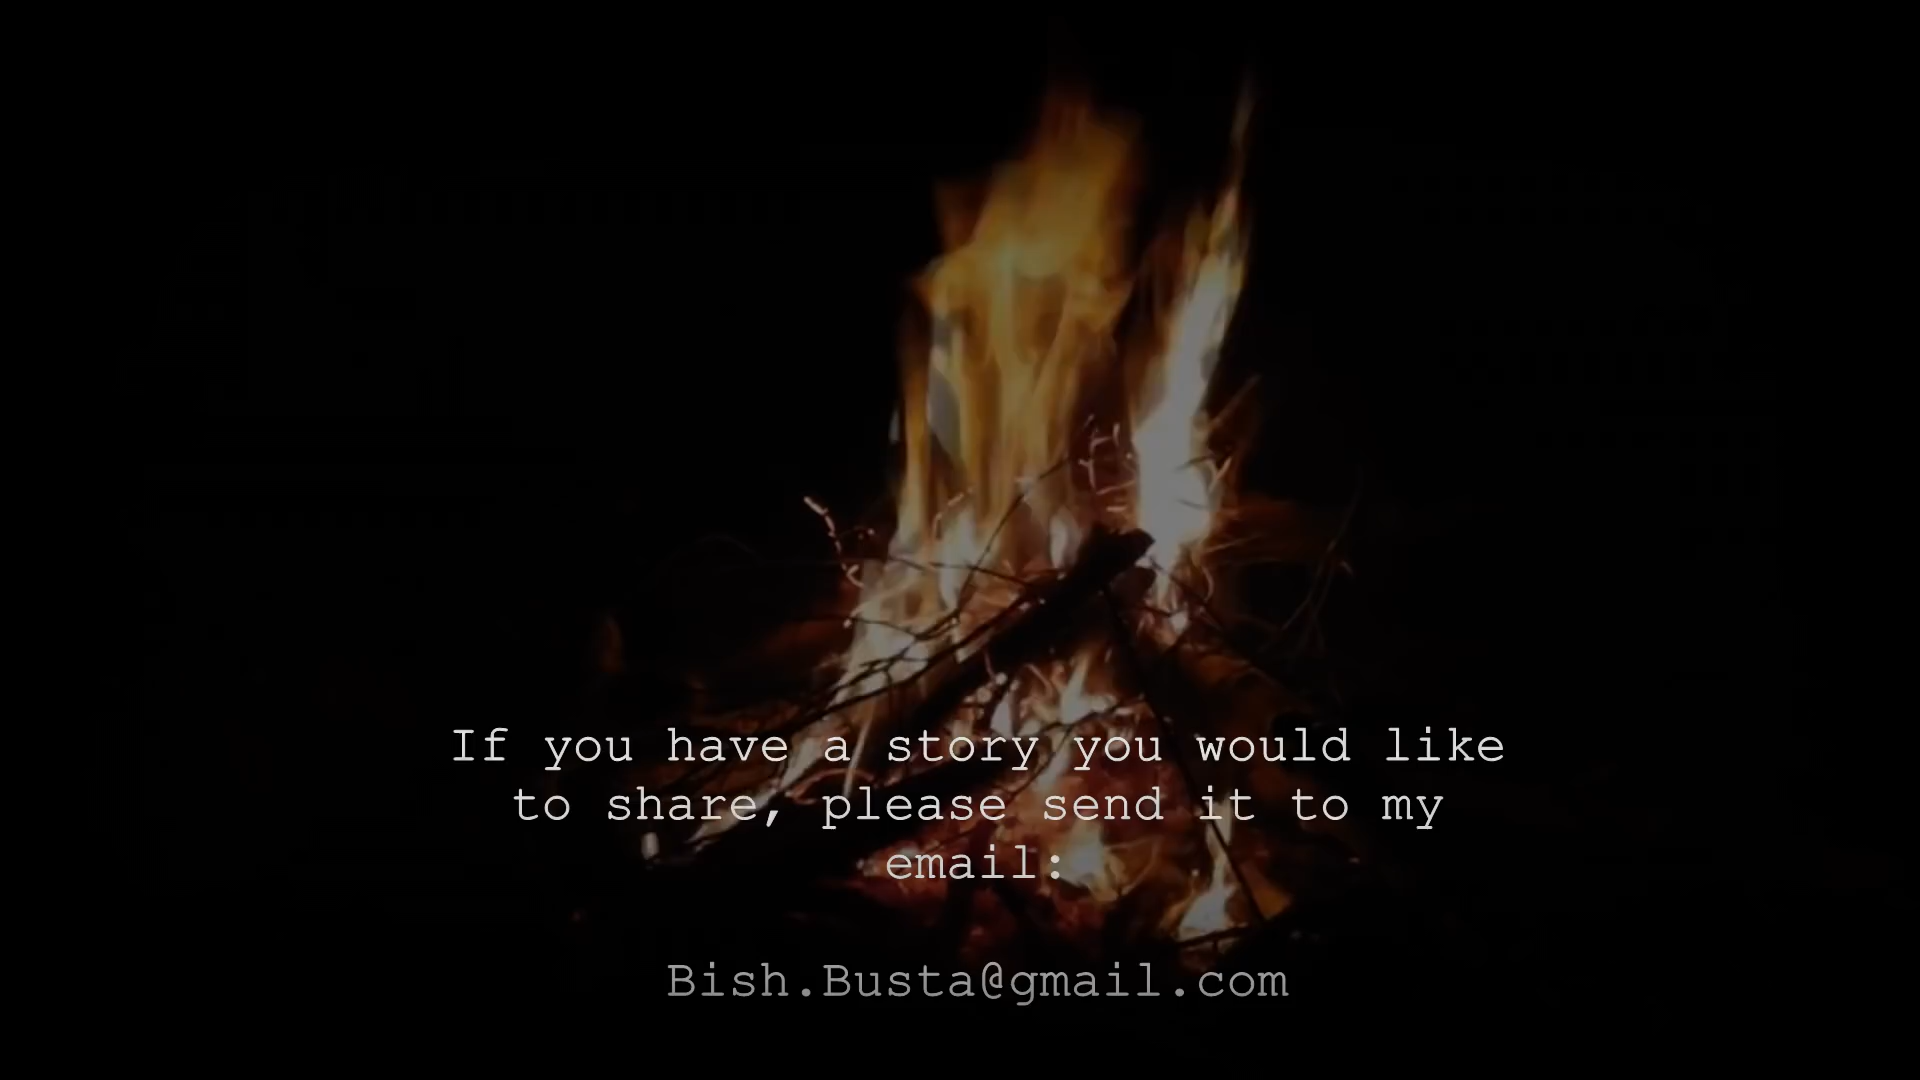 If you have a story you would like
to share, please send it to my
email:
Bish.Busta@gmail.com